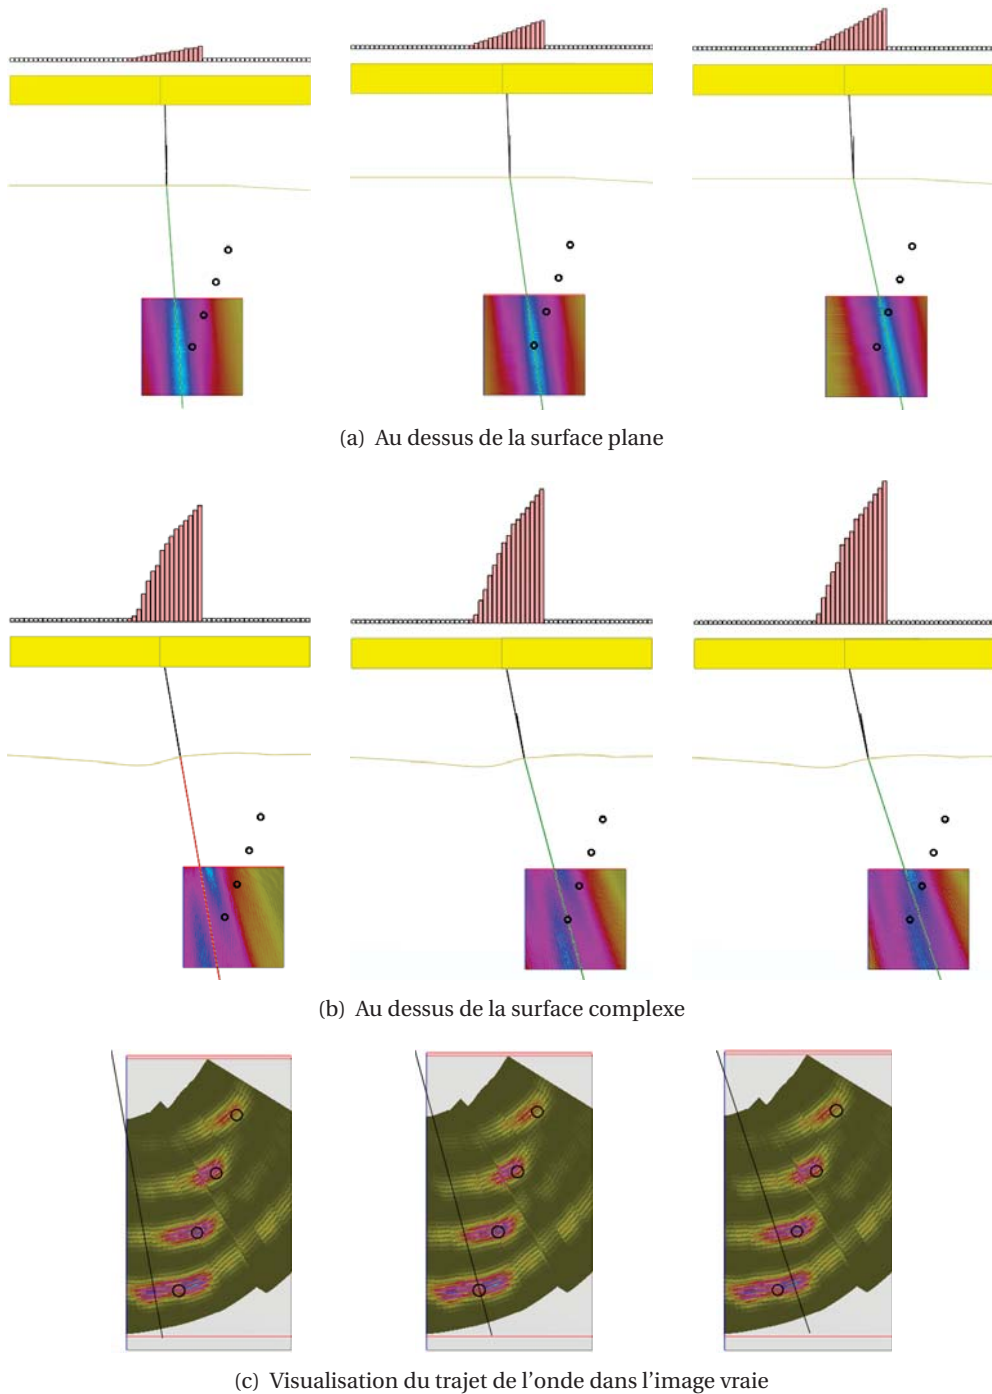 (a) Au dessus de la surface plane
(b) Au dessus de la surface complexe
(c) Visualisation du trajet de l'onde dans l'image vraie